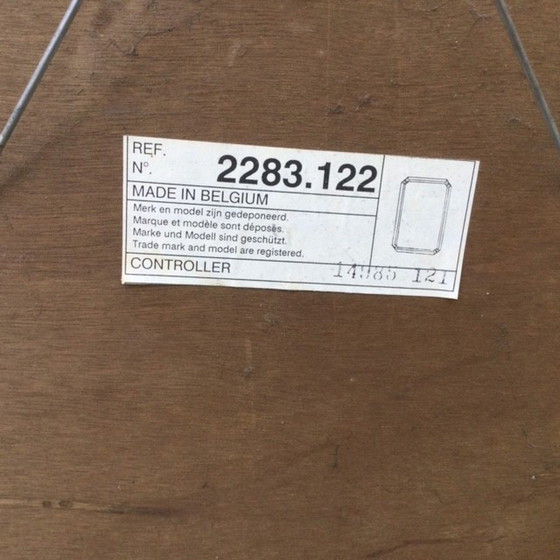 REF.
N°. 2283.122
MADE IN BELGIUM
Merk en model zijn gedeponeerd.
Marque et modèle sont déposés.
Marke und Modell sind geschützt.
Trade mark and model are registered.
CONTROLLER 14985 121